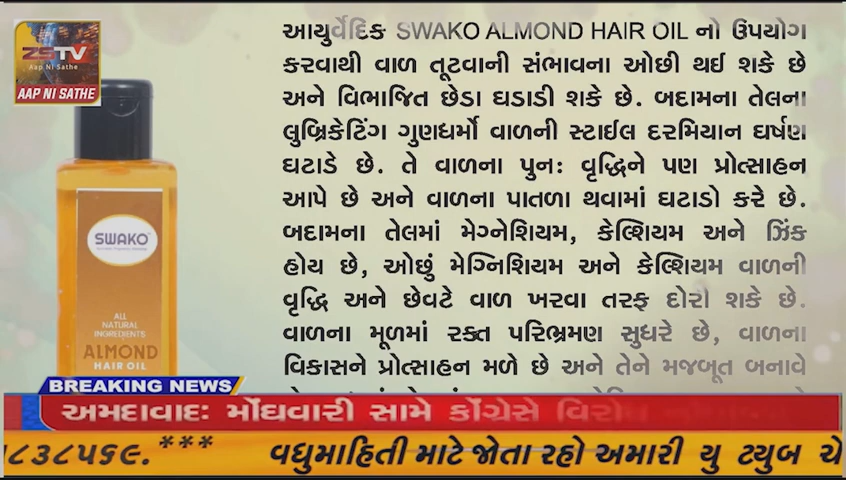 ZSTV
Aap Ni Sathe
AAP NI SATHE
આયુર્વેદિક SWAKO ALMOND HAIR OIL નો ઉપયોગ
કરવાથી વાળ તૂટવાની સંભાવના ઓછી થઈ શકે છે
અને વિભાજિત છેડા ઘડાડી શકે છે. બદામના તેલના
લુબ્રિકેટિંગ ગુણધર્મો વાળની સ્ટાઈલ દરમિયાન ઘર્ષણ
ઘટાડે છે. તે વાળના પુનઃ વૃદ્ધિને પણ પ્રોત્સાહન
આપે છે અને વાળના પાતળા થવામાં ઘટાડો કરે છે.
બદામના તેલમાં મેગ્નેશિયમ, કેલ્શિયમ અને ઝિંક
હોય છે, ઓછું મેગ્નિશિયમ અને કેલ્શિયમ વાળની
વૃદ્ધિ અને છેવટે વાળ ખરવા તરફ દોરી શકે છે.
વાળના મૂળમાં રક્ત પરિભ્રમણ સુધરે છે, વાળના
વિકાસને પ્રોત્સાહન મળે છે અને તેને મજબૂત બનાવે
SWAKO
ALL
NATURAL
INGREDIENTS
ALMOND
HAIR OIL
BREAKING NEWS
અમદાવાદઃ મોંઘવારી સામે કોંગ્રેસે
૧૮૩૮૫૬૯.*** વધુમાહિતી માટે જોતા રહો અમારી યુ ટ્યુબ ચે